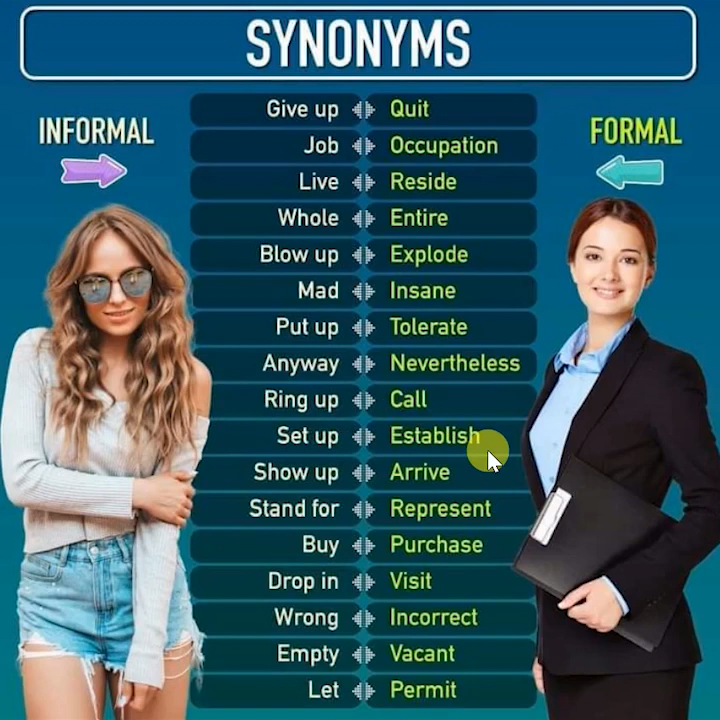 SYNONYMS
INFORMAL
FORMAL
Give up Quit
Job Occupation
Live Reside
Whole Entire
Blow up Explode
Mad Insane
Put up Tolerate
Anyway Nevertheless
Ring up Call
Set up Establish
Show up Arrive
Stand for Represent
Buy Purchase
Drop in Visit
Wrong Incorrect
Empty Vacant
Let Permit